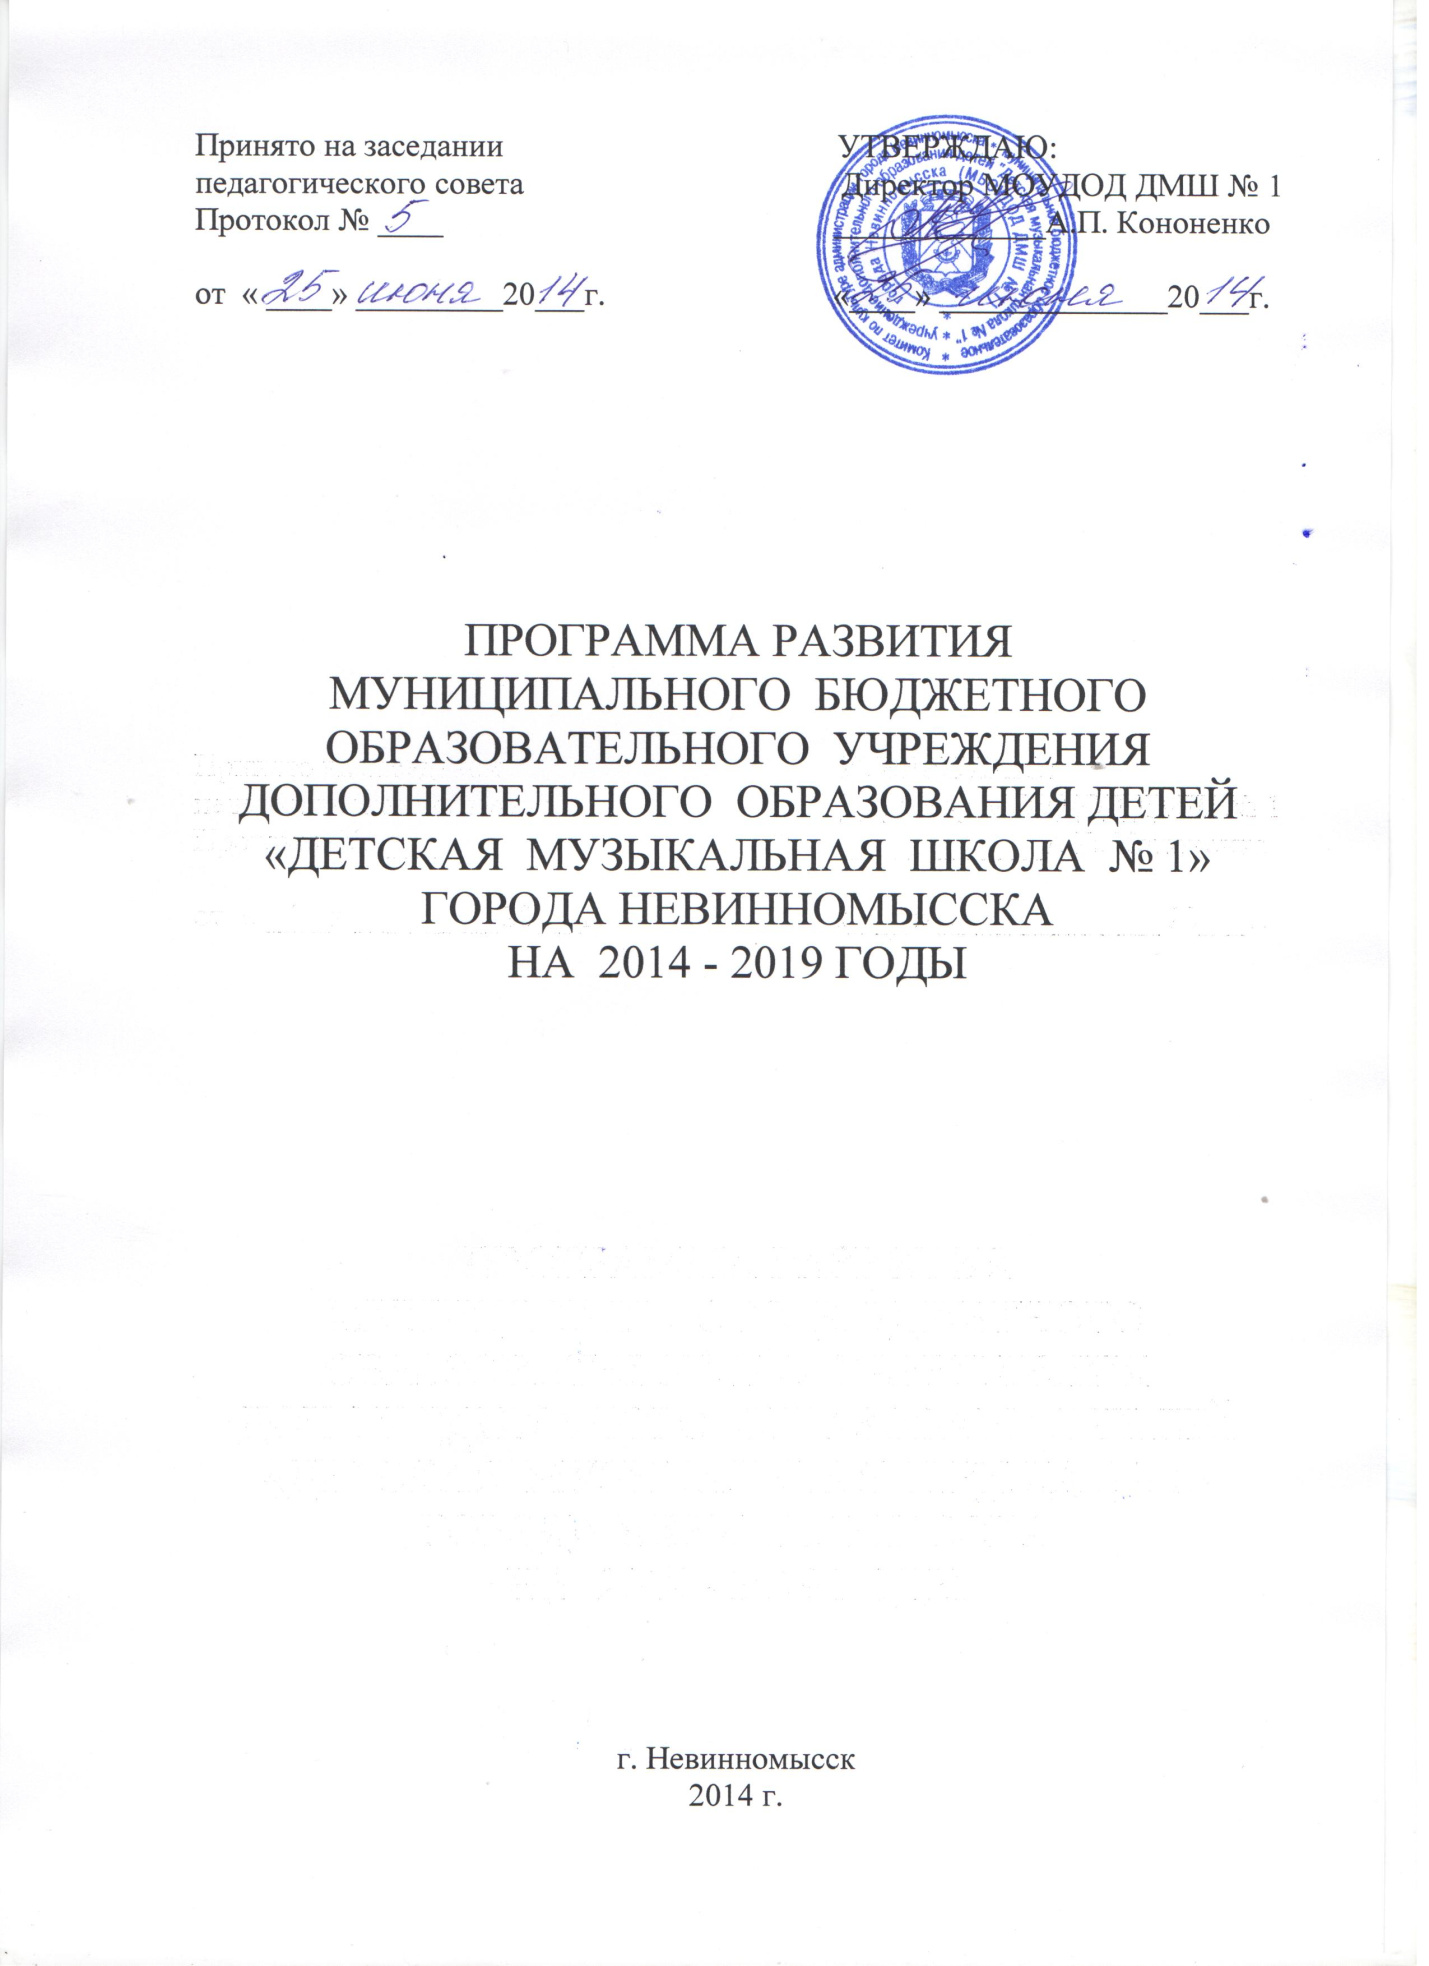 Принято на заседании
педагогического совета
Протокол № 5
от «25» июня 2014г.
УТВЕРЖДАЮ:
Директор МОУДОД ДМШ № 1
А.П. Кононенко
« » июня 2014г.
ПРОГРАММА РАЗВИТИЯ
МУНИЦИПАЛЬНОГО БЮДЖЕТНОГО
ОБРАЗОВАТЕЛЬНОГО УЧРЕЖДЕНИЯ
ДОПОЛНИТЕЛЬНОГО ОБРАЗОВАНИЯ ДЕТЕЙ
«ДЕТСКАЯ МУЗЫКАЛЬНАЯ ШКОЛА № 1»
ГОРОДА НЕВИННОМЫССКА
НА 2014 - 2019 ГОДЫ
г. Невинномысск
2014 г.